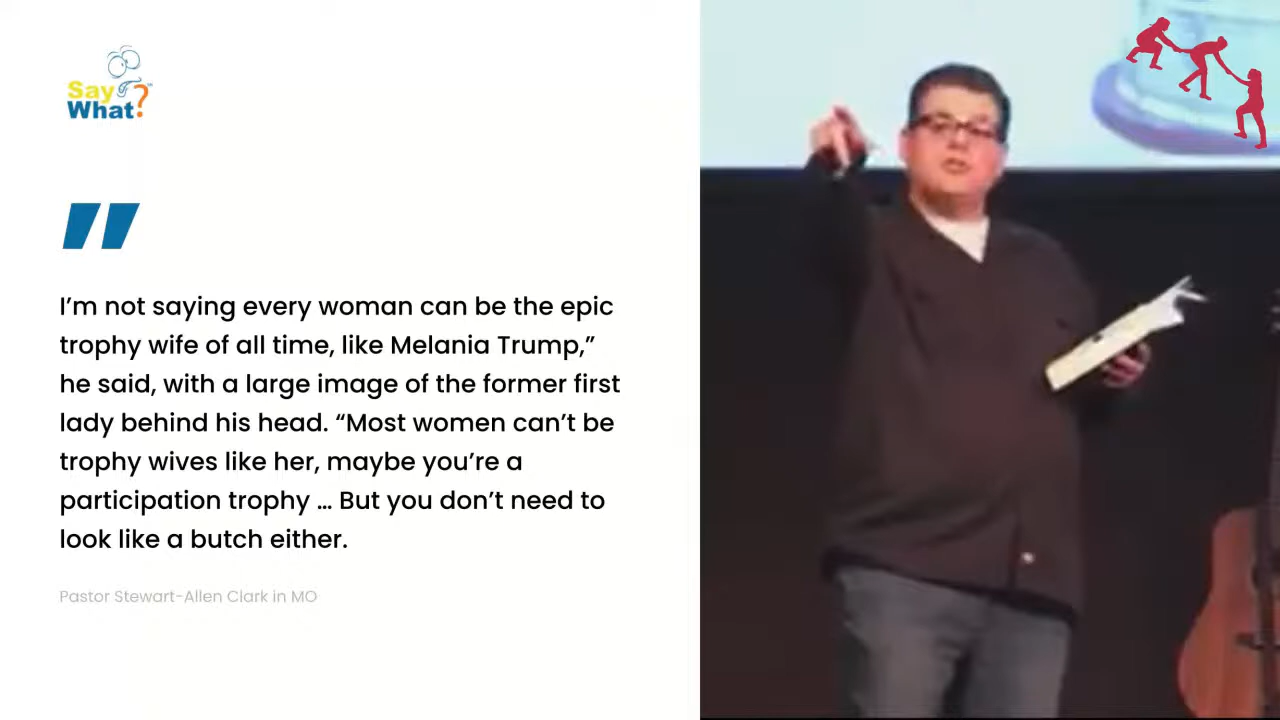 Say
What?
I’m not saying every woman can be the epic
trophy wife of all time, like Melania Trump,”
he said, with a large image of the former first
lady behind his head. “Most women can’t be
trophy wives like her, maybe you’re a
participation trophy … But you don’t need to
look like a butch either.
Pastor Stewart-Allen Clark in MO